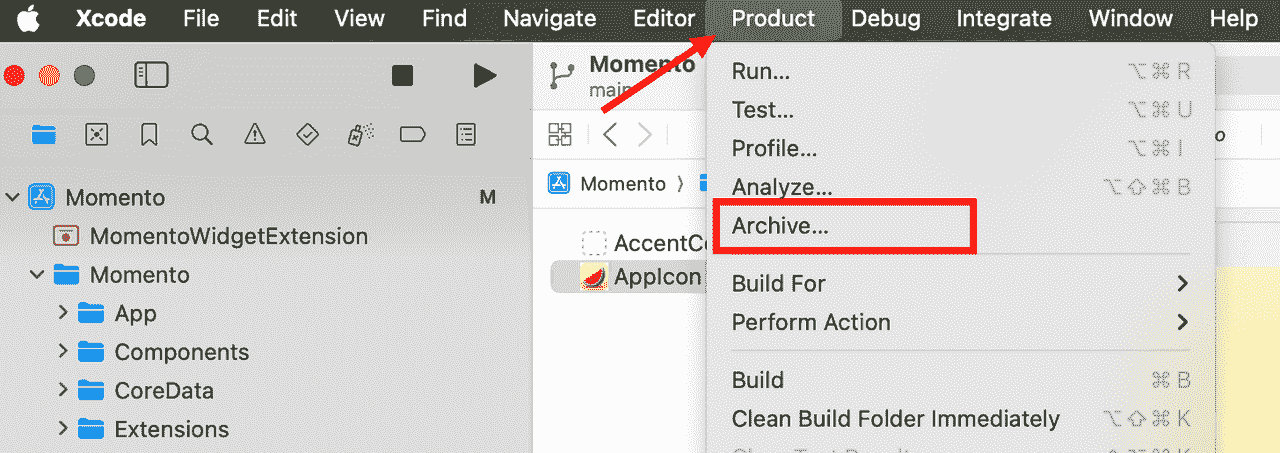 Xcode File Edit View Find Navigate Editor Product Debug Integrate Window Help
Momento
main
Run... ⌥⌘R
Test... ⌥⌘U
Profile... ⌥⌘I
Analyze... ⌥⇧⌘B
Archive...
Build For
Perform Action
Build ⌘B
Clean Build Folder Immediately ⌥⇧⌘K
Momento M
MomentoWidgetExtension
Momento
App
Components
CoreData
Extensions
Momento
AppIcon